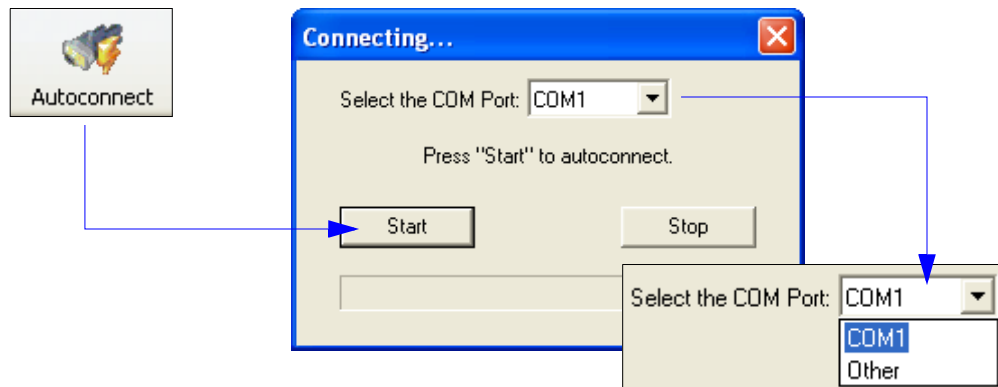 Autoconnect
Connecting...
Select the COM Port: COM1
Press "Start" to autoconnect.
Start Stop
Select the COM Port: COM1
COM1
Other